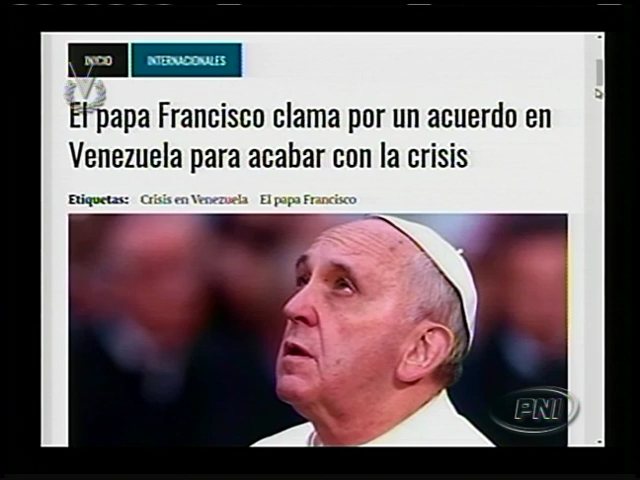 INICIO
INTERNACIONALES
El papa Francisco clama por un acuerdo en
Venezuela para acabar con la crisis
Etiquetas: Crisis en Venezuela El papa Francisco
PNI